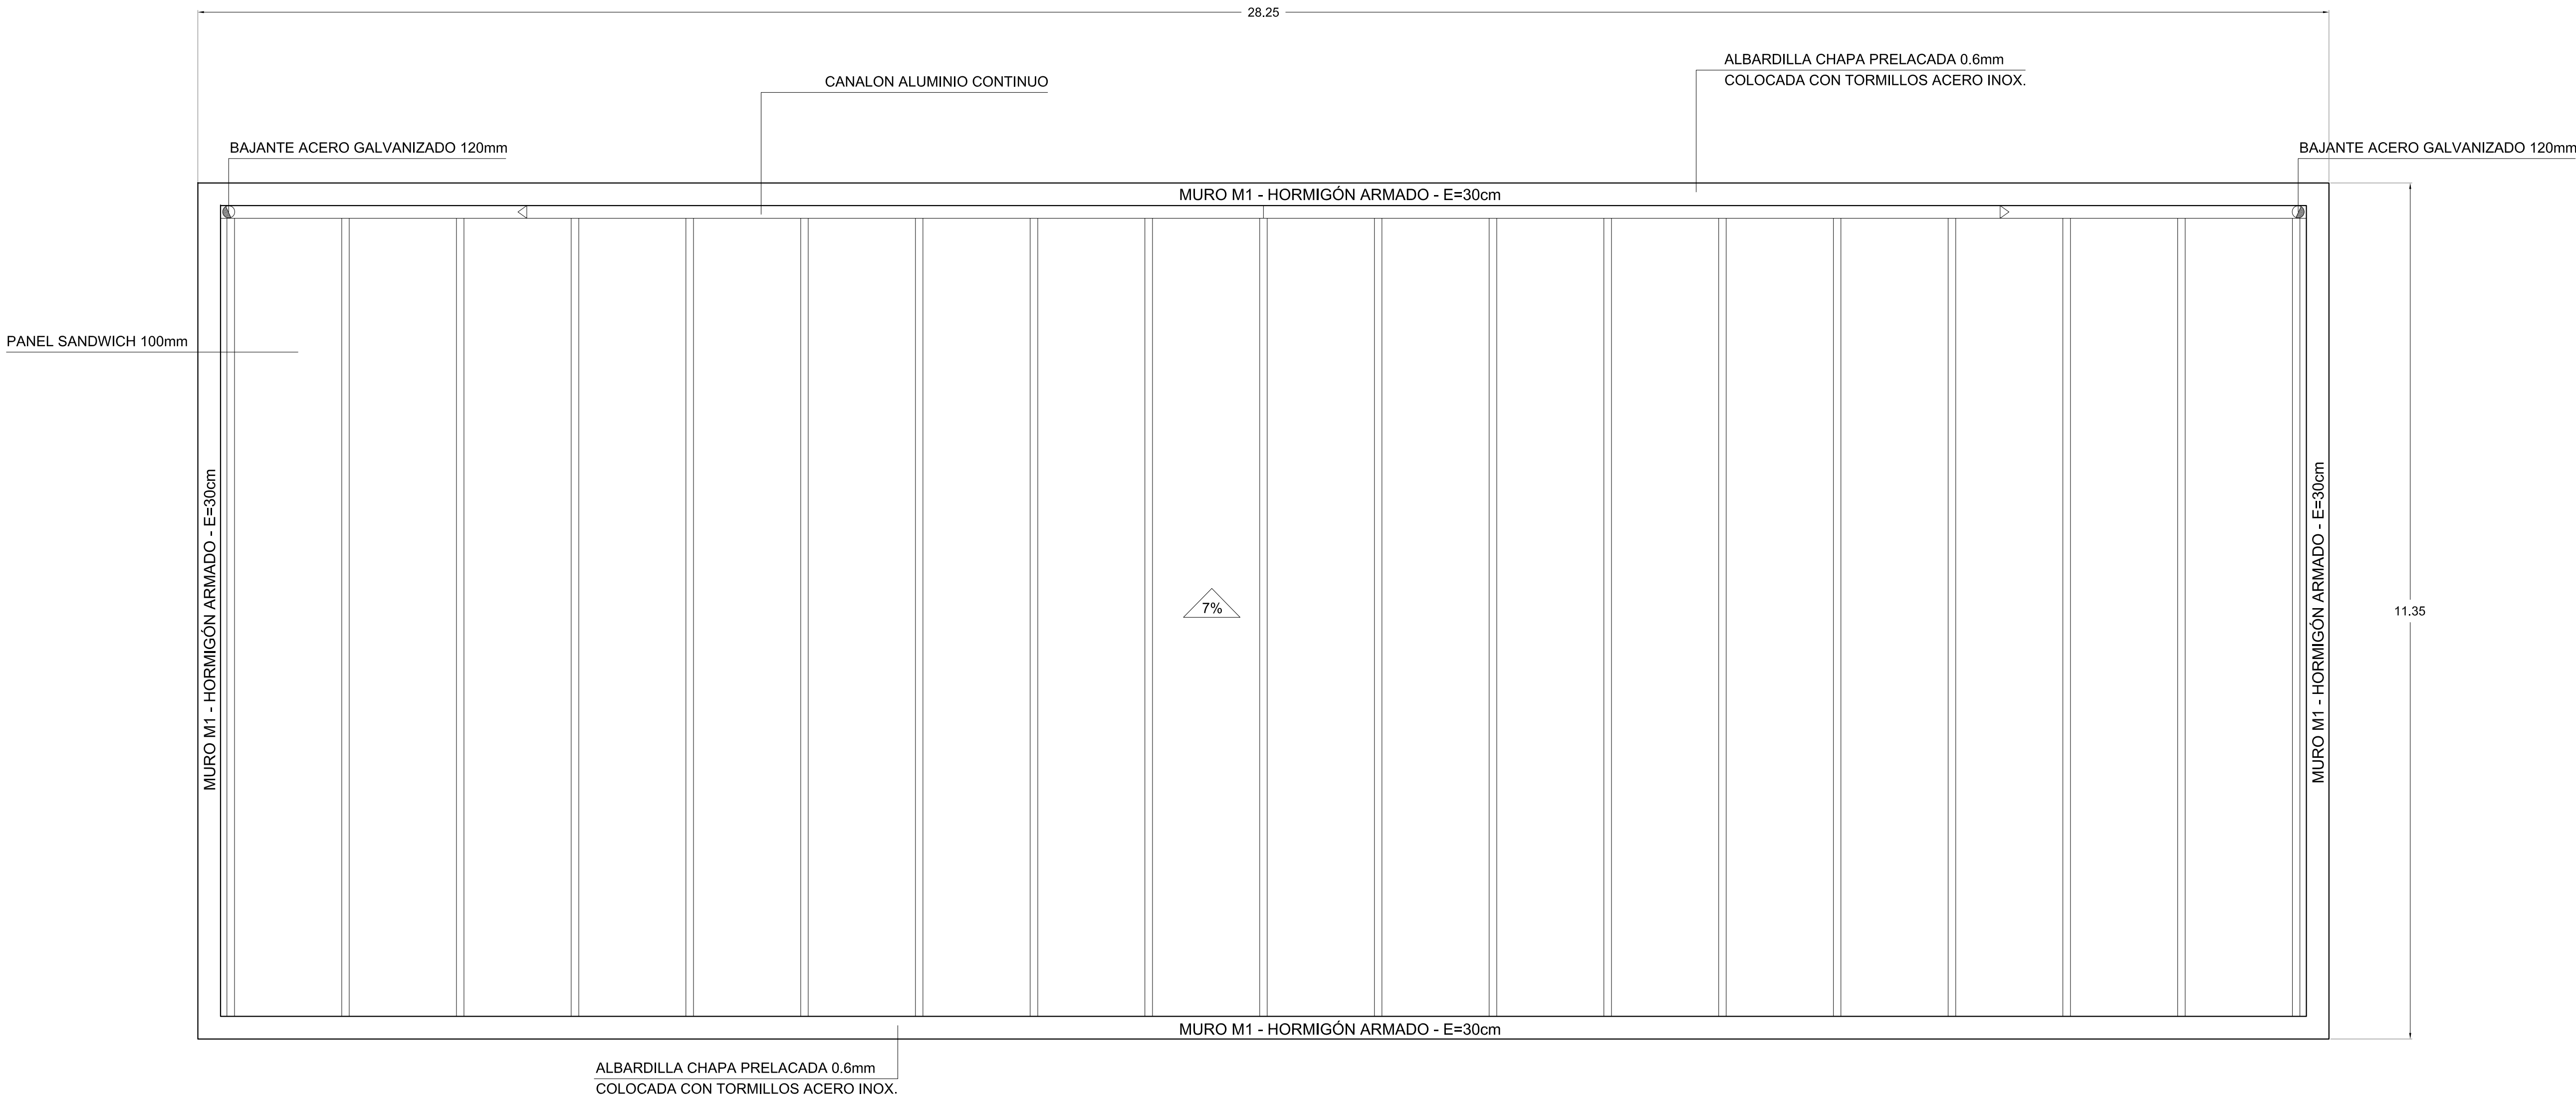 28.25
ALBARDILLA CHAPA PRELACADA 0.6mm
COLOCADA CON TORMILLOS ACERO INOX.
CANALON ALUMINIO CONTINUO
BAJANTE ACERO GALVANIZADO 120mm
BAJANTE ACERO GALVANIZADO 120mm
MURO M1 - HORMIGÓN ARMADO - E=30cm
PANEL SANDWICH 100mm
MURO M1 - HORMIGÓN ARMADO - E=30cm
7%
MURO M1 - HORMIGÓN ARMADO - E=30cm
11.35
MURO M1 - HORMIGÓN ARMADO - E=30cm
ALBARDILLA CHAPA PRELACADA 0.6mm
COLOCADA CON TORMILLOS ACERO INOX.